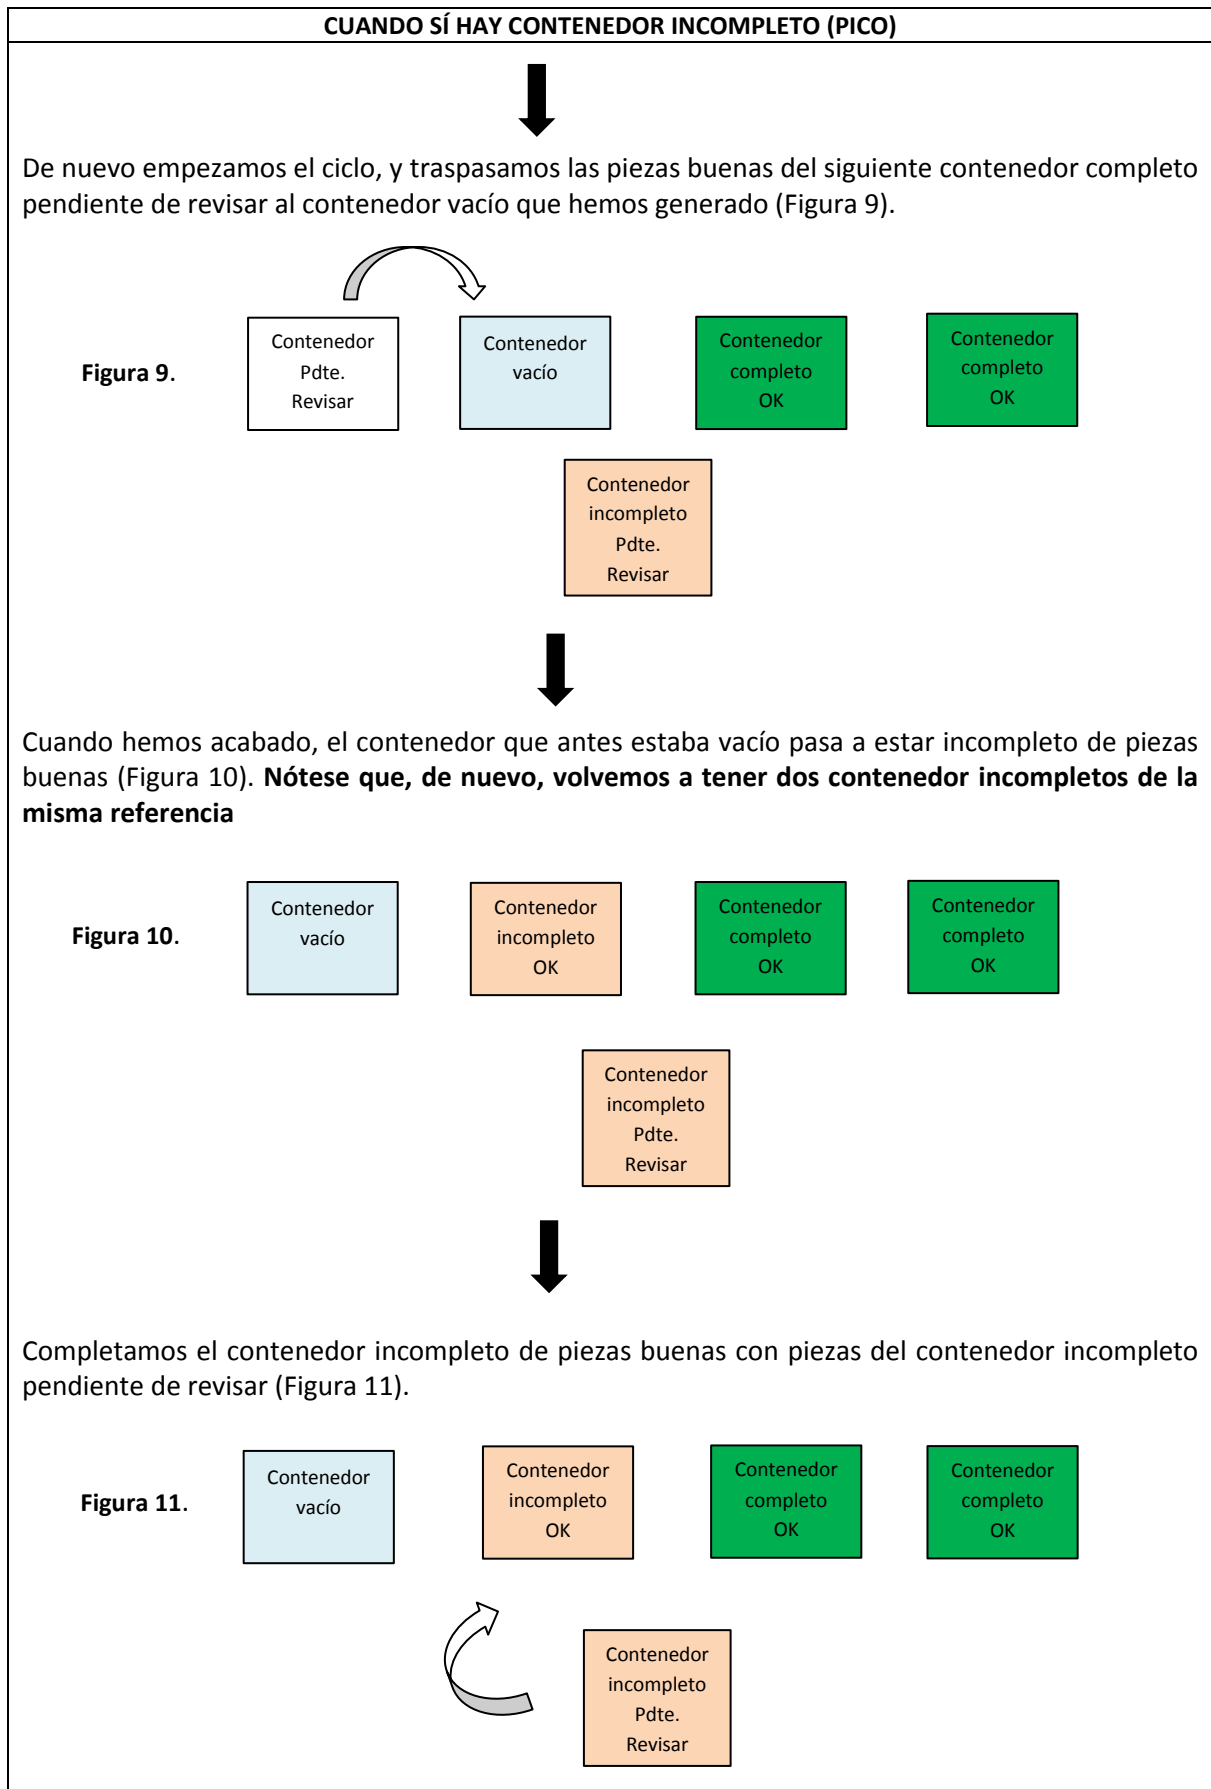 CUANDO SÍ HAY CONTENEDOR INCOMPLETO (PICO)
De nuevo empezamos el ciclo, y traspasamos las piezas buenas del siguiente contenedor completo
pendiente de revisar al contenedor vacío que hemos generado (Figura 9).
Figura 9.
Contenedor
Pdte.
Revisar
Contenedor
vacío
Contenedor
completo
OK
Contenedor
completo
OK
Contenedor
incompleto
Pdte.
Revisar
Cuando hemos acabado, el contenedor que antes estaba vacío pasa a estar incompleto de piezas
buenas (Figura 10). Nótese que, de nuevo, volvemos a tener dos contenedor incompletos de la
misma referencia
Figura 10.
Contenedor
vacío
Contenedor
incompleto
OK
Contenedor
completo
OK
Contenedor
completo
OK
Contenedor
incompleto
Pdte.
Revisar
Completamos el contenedor incompleto de piezas buenas con piezas del contenedor incompleto
pendiente de revisar (Figura 11).
Figura 11.
Contenedor
vacío
Contenedor
incompleto
OK
Contenedor
completo
OK
Contenedor
completo
OK
Contenedor
incompleto
Pdte.
Revisar